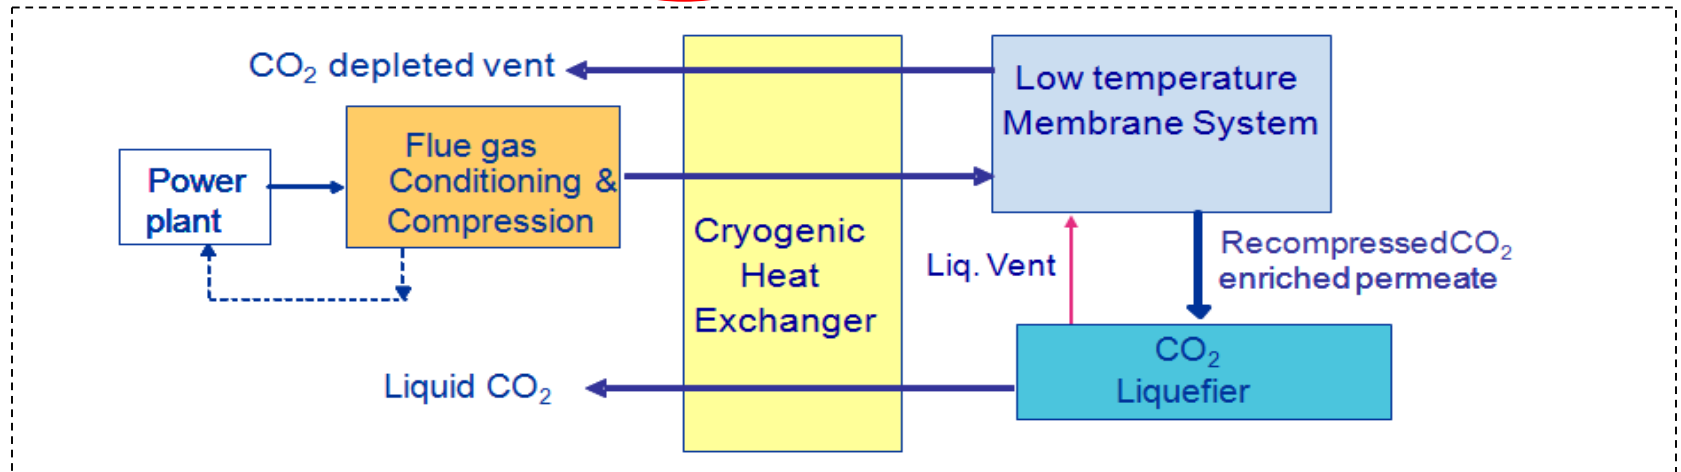 CO₂ depleted vent
Low temperature
Membrane System
Flue gas
Conditioning &
Compression
Power
plant
Cryogenic
Heat
Exchanger
Liq. Vent
Recompressed CO₂
enriched permeate
CO₂
Liquefier
Liquid CO₂